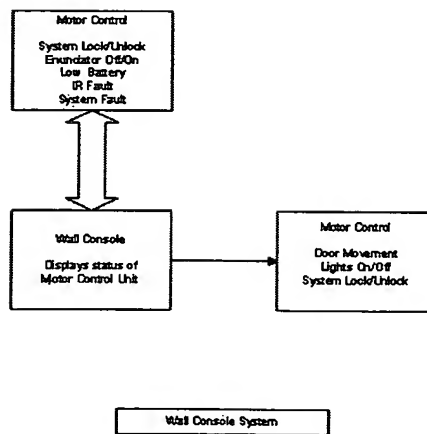 Motor Control
System Lock/Unlock
Enunciator Off/On
Low Battery
IR Fault
System Fault
Wall Console
Displays status of
Motor Control Unit
Motor Control
Door Movement
Lights On/Off
System Lock/Unlock
Wall Console System